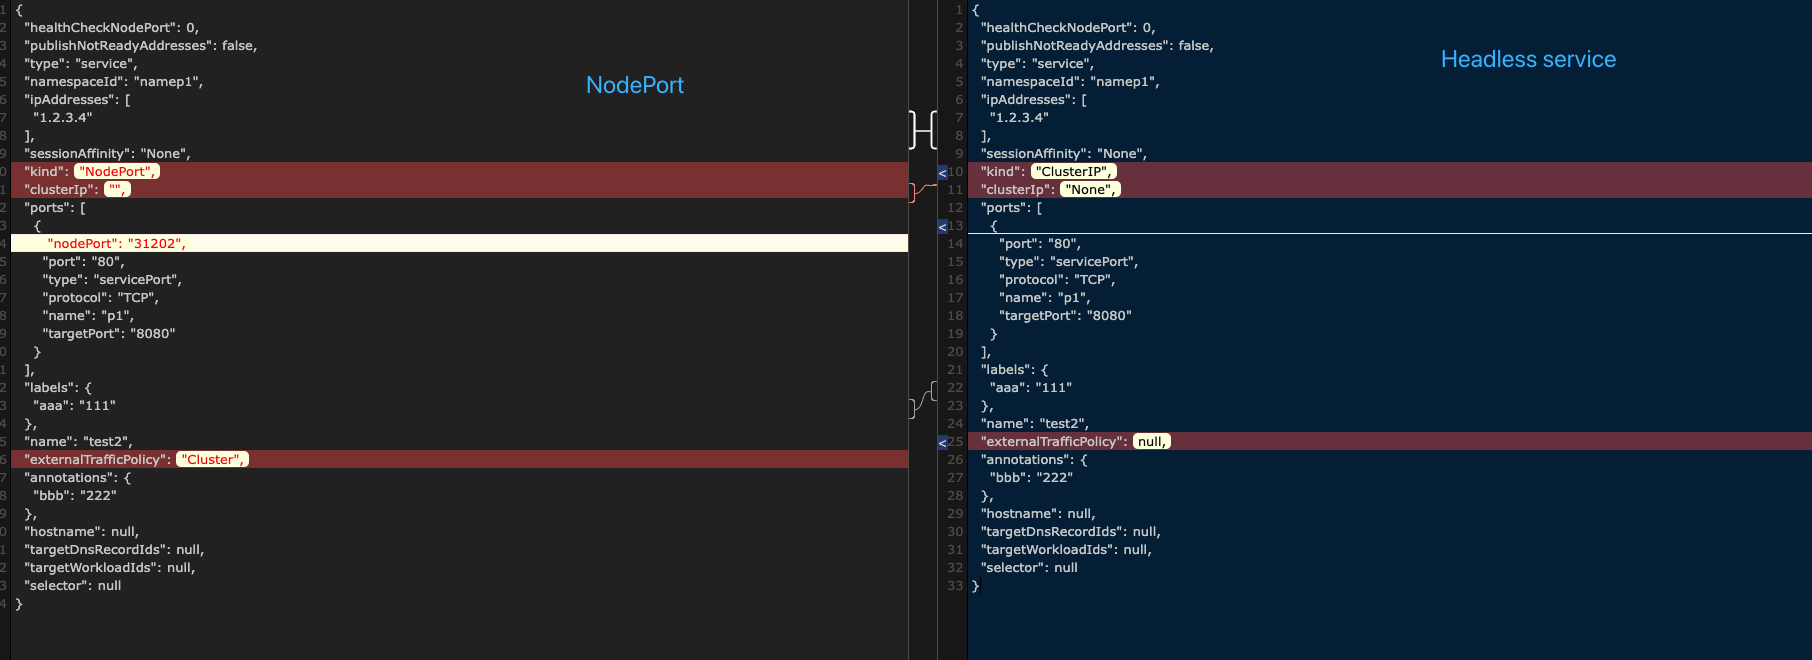 {
"healthCheckNodePort": 0,
"publishNotReadyAddresses": false,
"type": "service",
"namespaceId": "namep1",
"ipAddresses": [
"1.2.3.4"
],
"sessionAffinity": "None",
"kind": "NodePort",
"clusterIp": "",
"ports": [
{
"nodePort": "31202",
"port": "80",
"type": "servicePort",
"protocol": "TCP",
"name": "p1",
"targetPort": "8080"
}
],
"labels": {
"aaa": "111"
},
"name": "test2",
"externalTrafficPolicy": "Cluster",
"annotations": {
"bbb": "222"
},
"hostname": null,
"targetDnsRecordIds": null,
"targetWorkloadIds": null,
"selector": null
}
NodePort
1 {
2 "healthCheckNodePort": 0,
3 "publishNotReadyAddresses": false,
4 "type": "service",
5 "namespaceId": "namep1",
6 "ipAddresses": [
7 "1.2.3.4"
8 ],
9 "sessionAffinity": "None",
<10 "kind": "ClusterIP",
11 "clusterIp": "None",
12 "ports": [
<13 {
14 "port": "80",
15 "type": "servicePort",
16 "protocol": "TCP",
17 "name": "p1",
18 "targetPort": "8080"
19 }
20 ],
21 "labels": {
22 "aaa": "111"
23 },
24 "name": "test2",
<25 "externalTrafficPolicy": null,
26 "annotations": {
27 "bbb": "222"
28 },
29 "hostname": null,
30 "targetDnsRecordIds": null,
31 "targetWorkloadIds": null,
32 "selector": null
33 }
Headless service